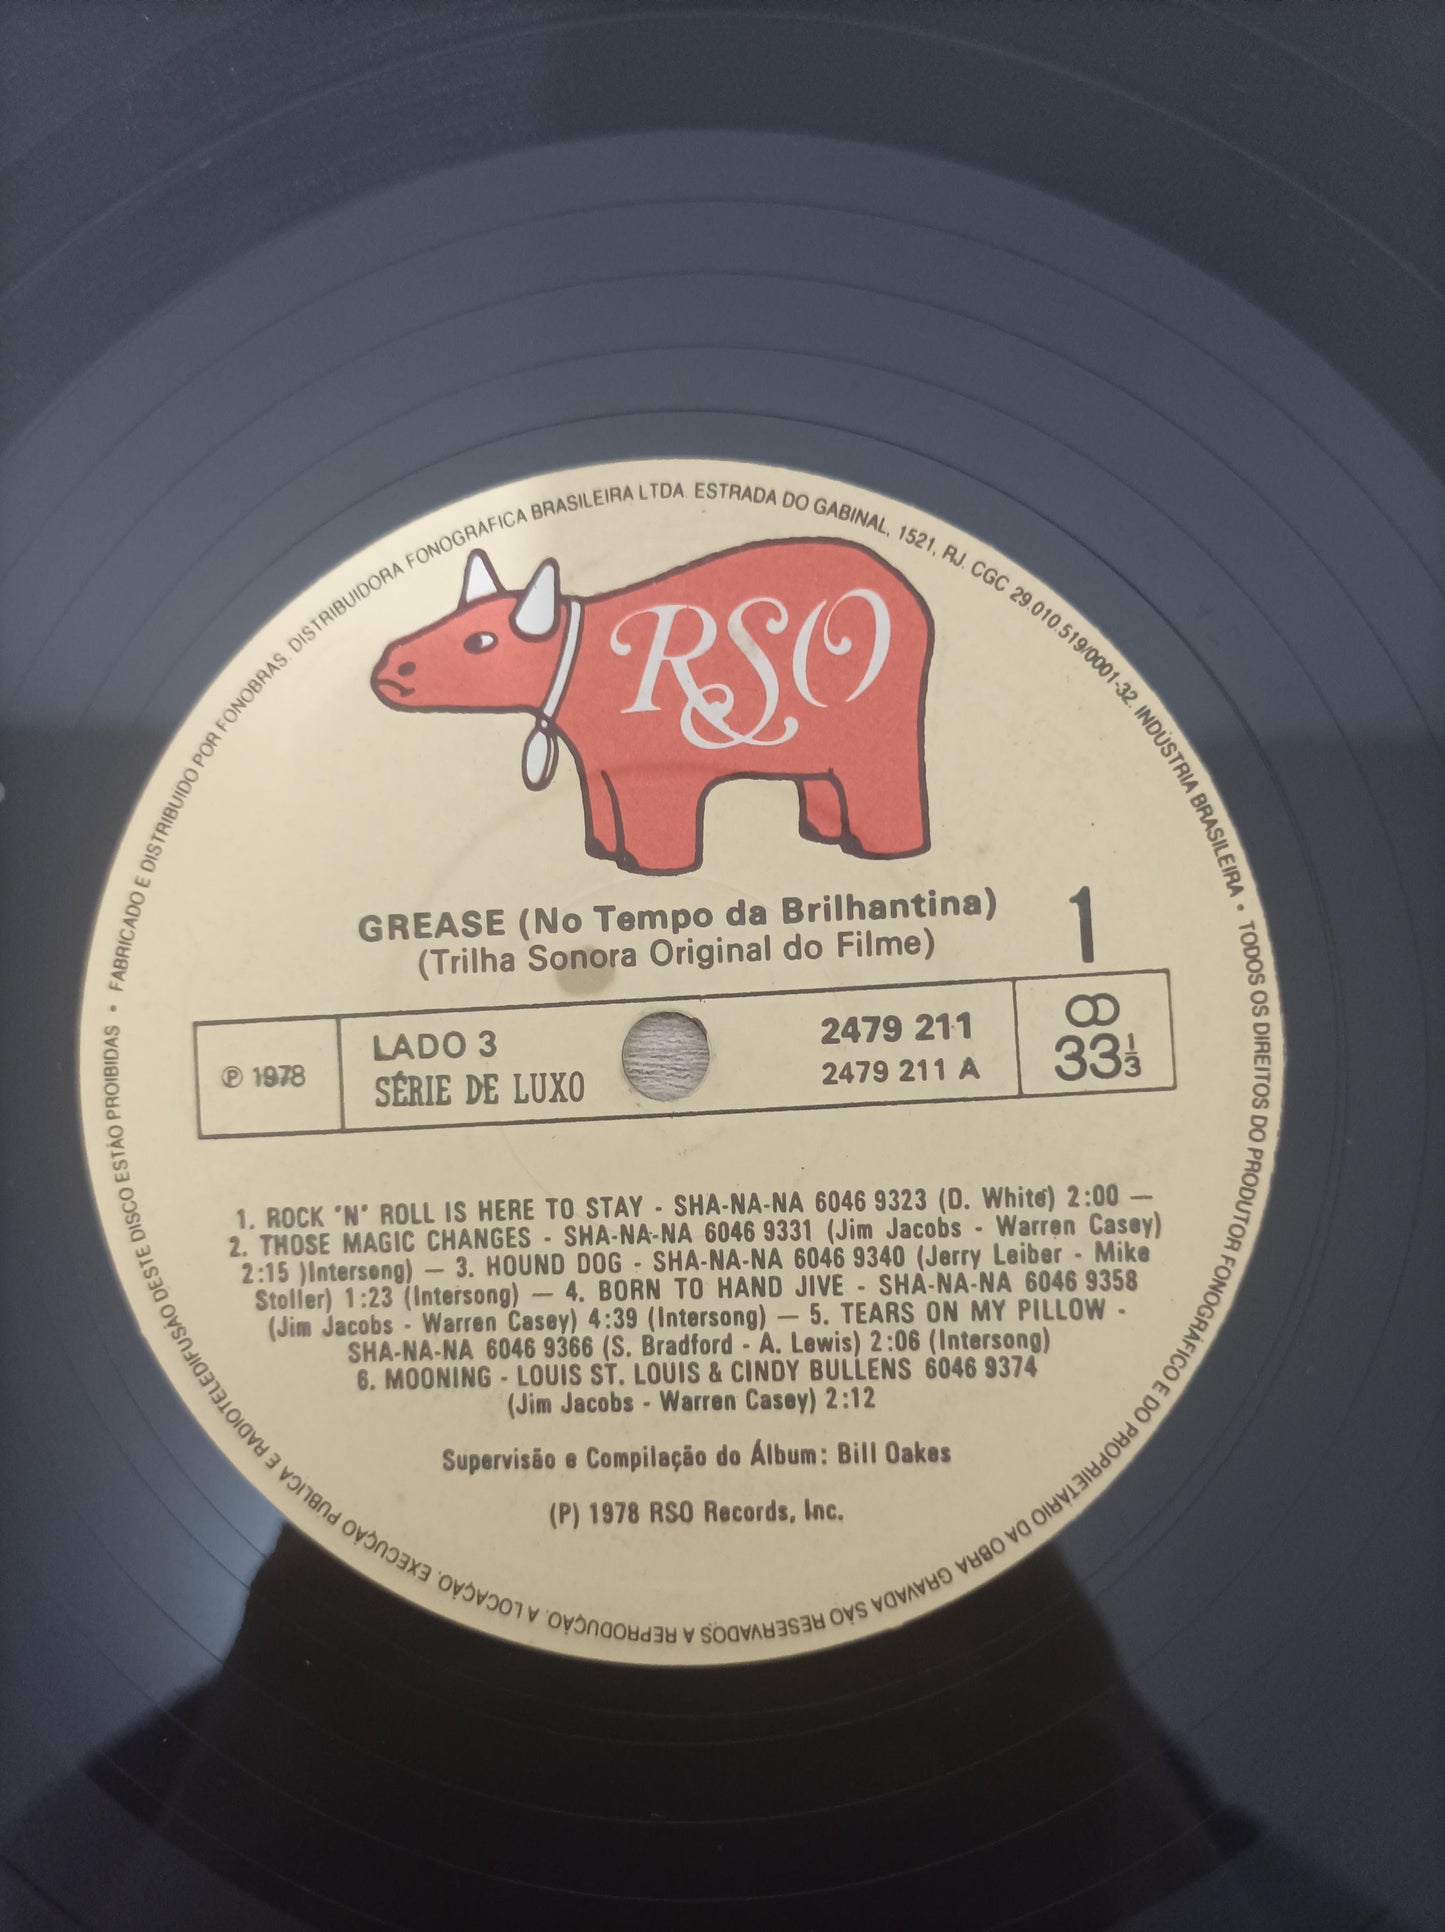 FABRICADO E DISTRIBUIDO POR FONOBRAS. DISTRIBUIDORA FONOGRAFICA BRASILEIRA LTDA. ESTRADA DO GABINAL, 1521, RJ. CGC 29.010.519/0001-32. INDÚSTRIA BRASILEIRA • TODOS OS DIREITOS DO PRODUTOR FONOGRÁFICO E DO PROPRIETÁRIO DA OBRA GRAVADA SÃO RESERVADOS A REPRODUÇÃO. A LOCAÇÃO. EXECUÇÃO PÚBLICA E RADIOTELEDIFUSÃO DESTE DISCO ESTÃO PROIBIDAS •
RSO
GREASE (No Tempo da Brilhantina)
(Trilha Sonora Original do Filme)
1
℗ 1978
LADO 3
SÉRIE DE LUXO
2479 211
2479 211 A
33⅓
1. ROCK 'N' ROLL IS HERE TO STAY - SHA-NA-NA 6046 9323 (D. White) 2:00 —
2. THOSE MAGIC CHANGES - SHA-NA-NA 6046 9331 (Jim Jacobs - Warren Casey)
2:15 )Intersong) — 3. HOUND DOG - SHA-NA-NA 6046 9340 (Jerry Leiber - Mike
Stoller) 1:23 (Intersong) — 4. BORN TO HAND JIVE - SHA-NA-NA 6046 9358
(Jim Jacobs - Warren Casey) 4:39 (Intersong) — 5. TEARS ON MY PILLOW -
SHA-NA-NA 6046 9366 (S. Bradford - A. Lewis) 2:06 (Intersong)
6. MOONING - LOUIS ST. LOUIS & CINDY BULLENS 6046 9374
(Jim Jacobs - Warren Casey) 2:12
Supervisão e Compilação do Álbum: Bill Oakes
(P) 1978 RSO Records, Inc.